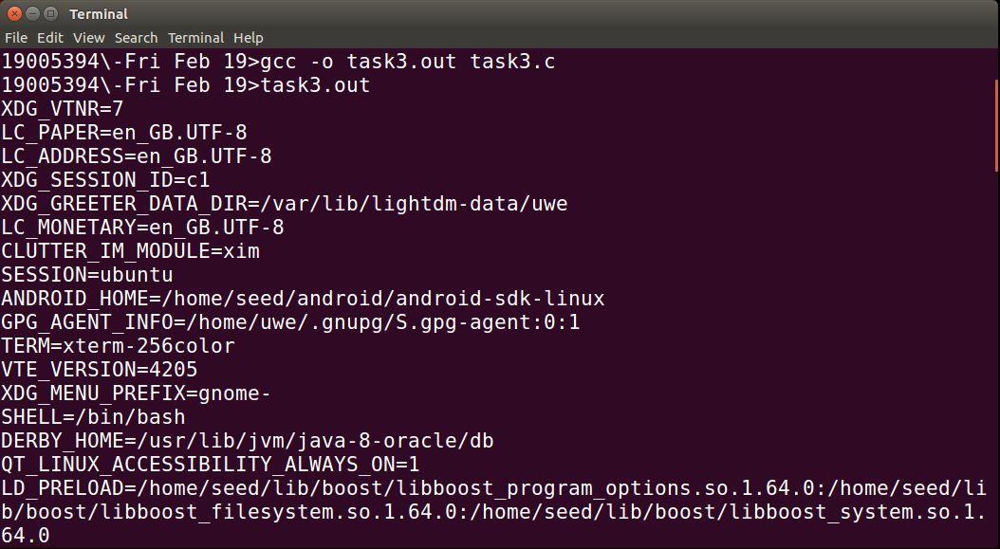 Terminal
File Edit View Search Terminal Help
19005394\-Fri Feb 19>gcc -o task3.out task3.c
19005394\-Fri Feb 19>task3.out
XDG_VTNR=7
LC_PAPER=en_GB.UTF-8
LC_ADDRESS=en_GB.UTF-8
XDG_SESSION_ID=c1
XDG_GREETER_DATA_DIR=/var/lib/lightdm-data/uwe
LC_MONETARY=en_GB.UTF-8
CLUTTER_IM_MODULE=xim
SESSION=ubuntu
ANDROID_HOME=/home/seed/android/android-sdk-linux
GPG_AGENT_INFO=/home/uwe/.gnupg/S.gpg-agent:0:1
TERM=xterm-256color
VTE_VERSION=4205
XDG_MENU_PREFIX=gnome-
SHELL=/bin/bash
DERBY_HOME=/usr/lib/jvm/java-8-oracle/db
QT_LINUX_ACCESSIBILITY_ALWAYS_ON=1
LD_PRELOAD=/home/seed/lib/boost/libboost_program_options.so.1.64.0:/home/seed/li
b/boost/libboost_filesystem.so.1.64.0:/home/seed/lib/boost/libboost_system.so.1.
64.0